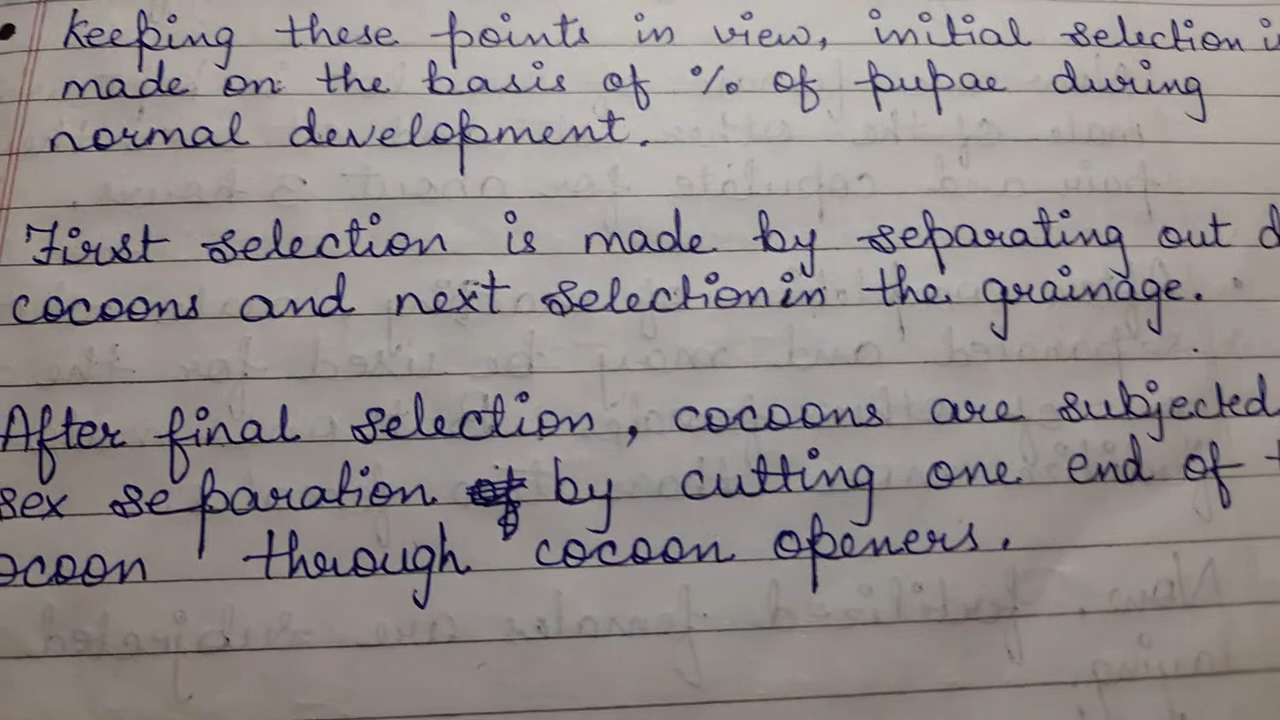 • Keeping these points in view, initial selection
made on the basis of % of pupae during
normal development.
First selection is made by separating out
cocoons and next selection in the grainage.
After final selection, cocoons are subjected
sex separation by cutting one end of
through cocoon openers.